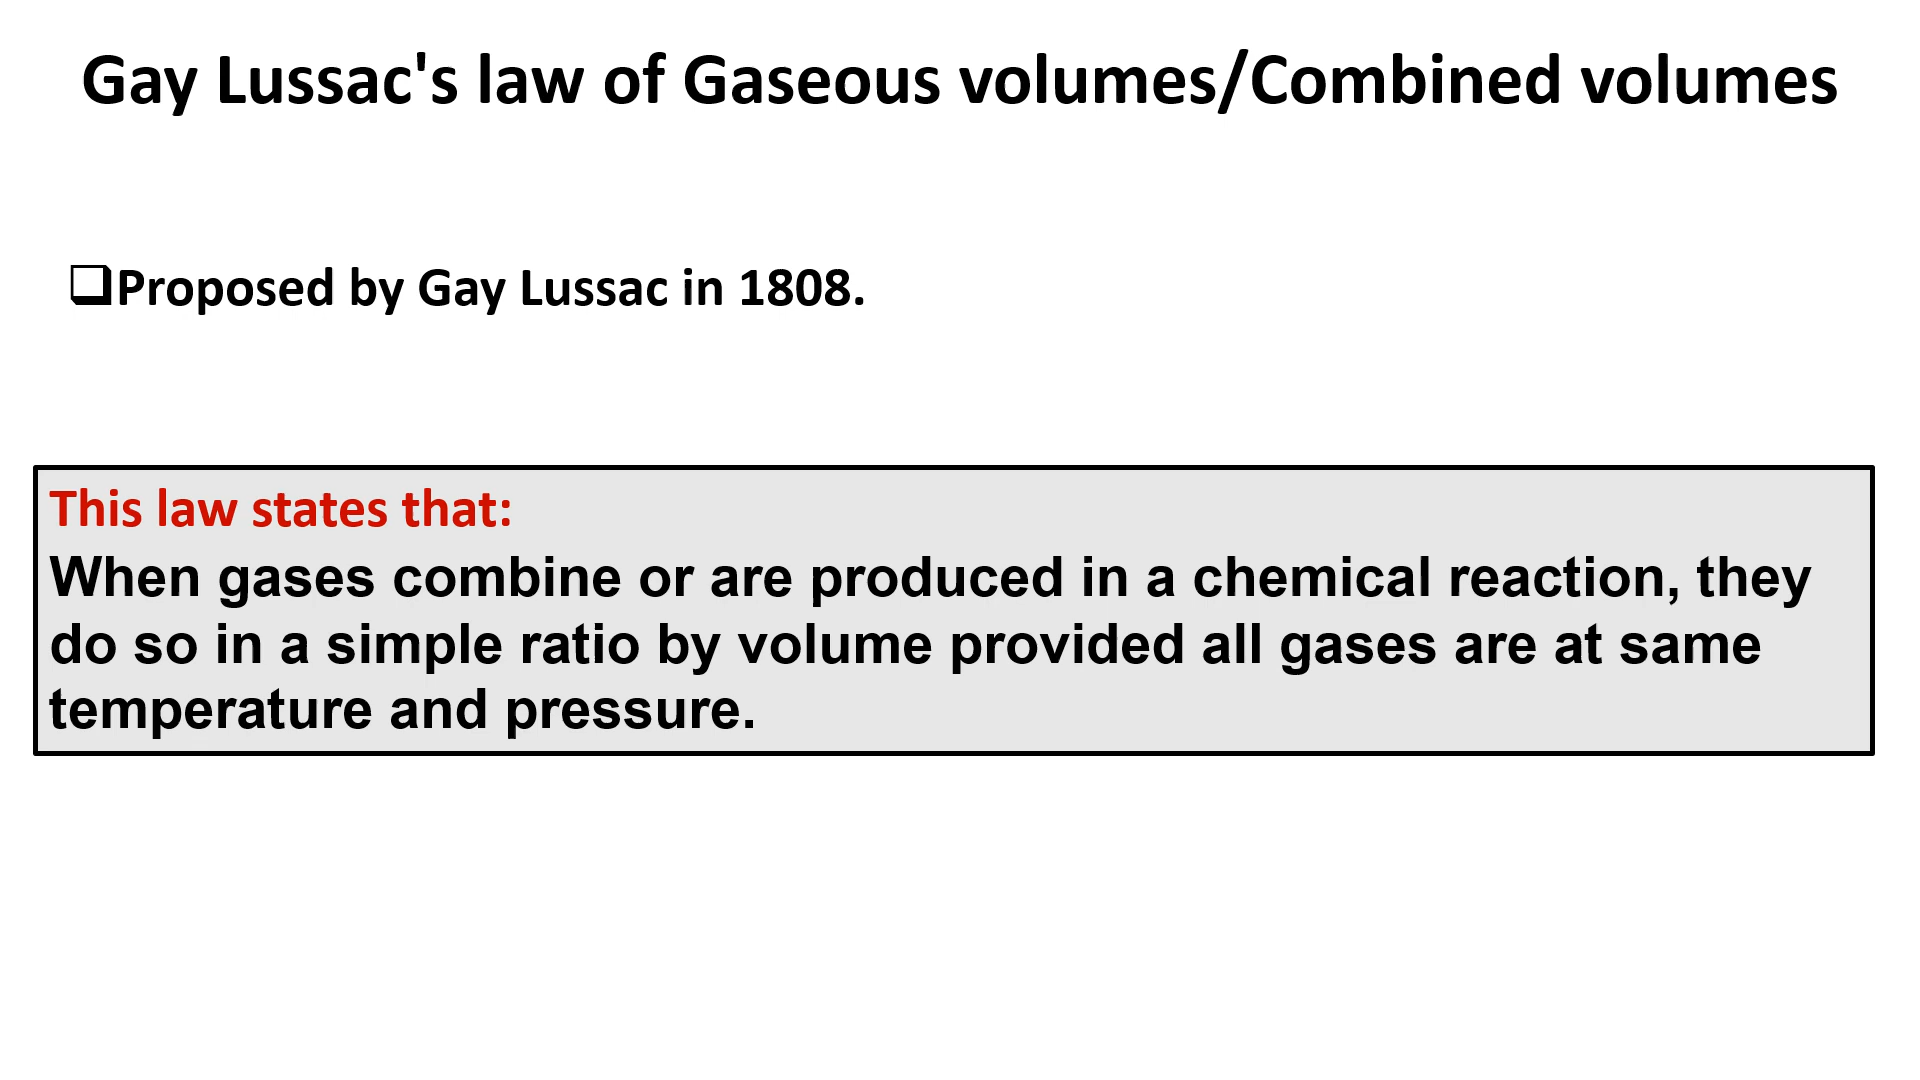 Gay Lussac's law of Gaseous volumes/Combined volumes
❑Proposed by Gay Lussac in 1808.
This law states that:
When gases combine or are produced in a chemical reaction, they
do so in a simple ratio by volume provided all gases are at same
temperature and pressure.